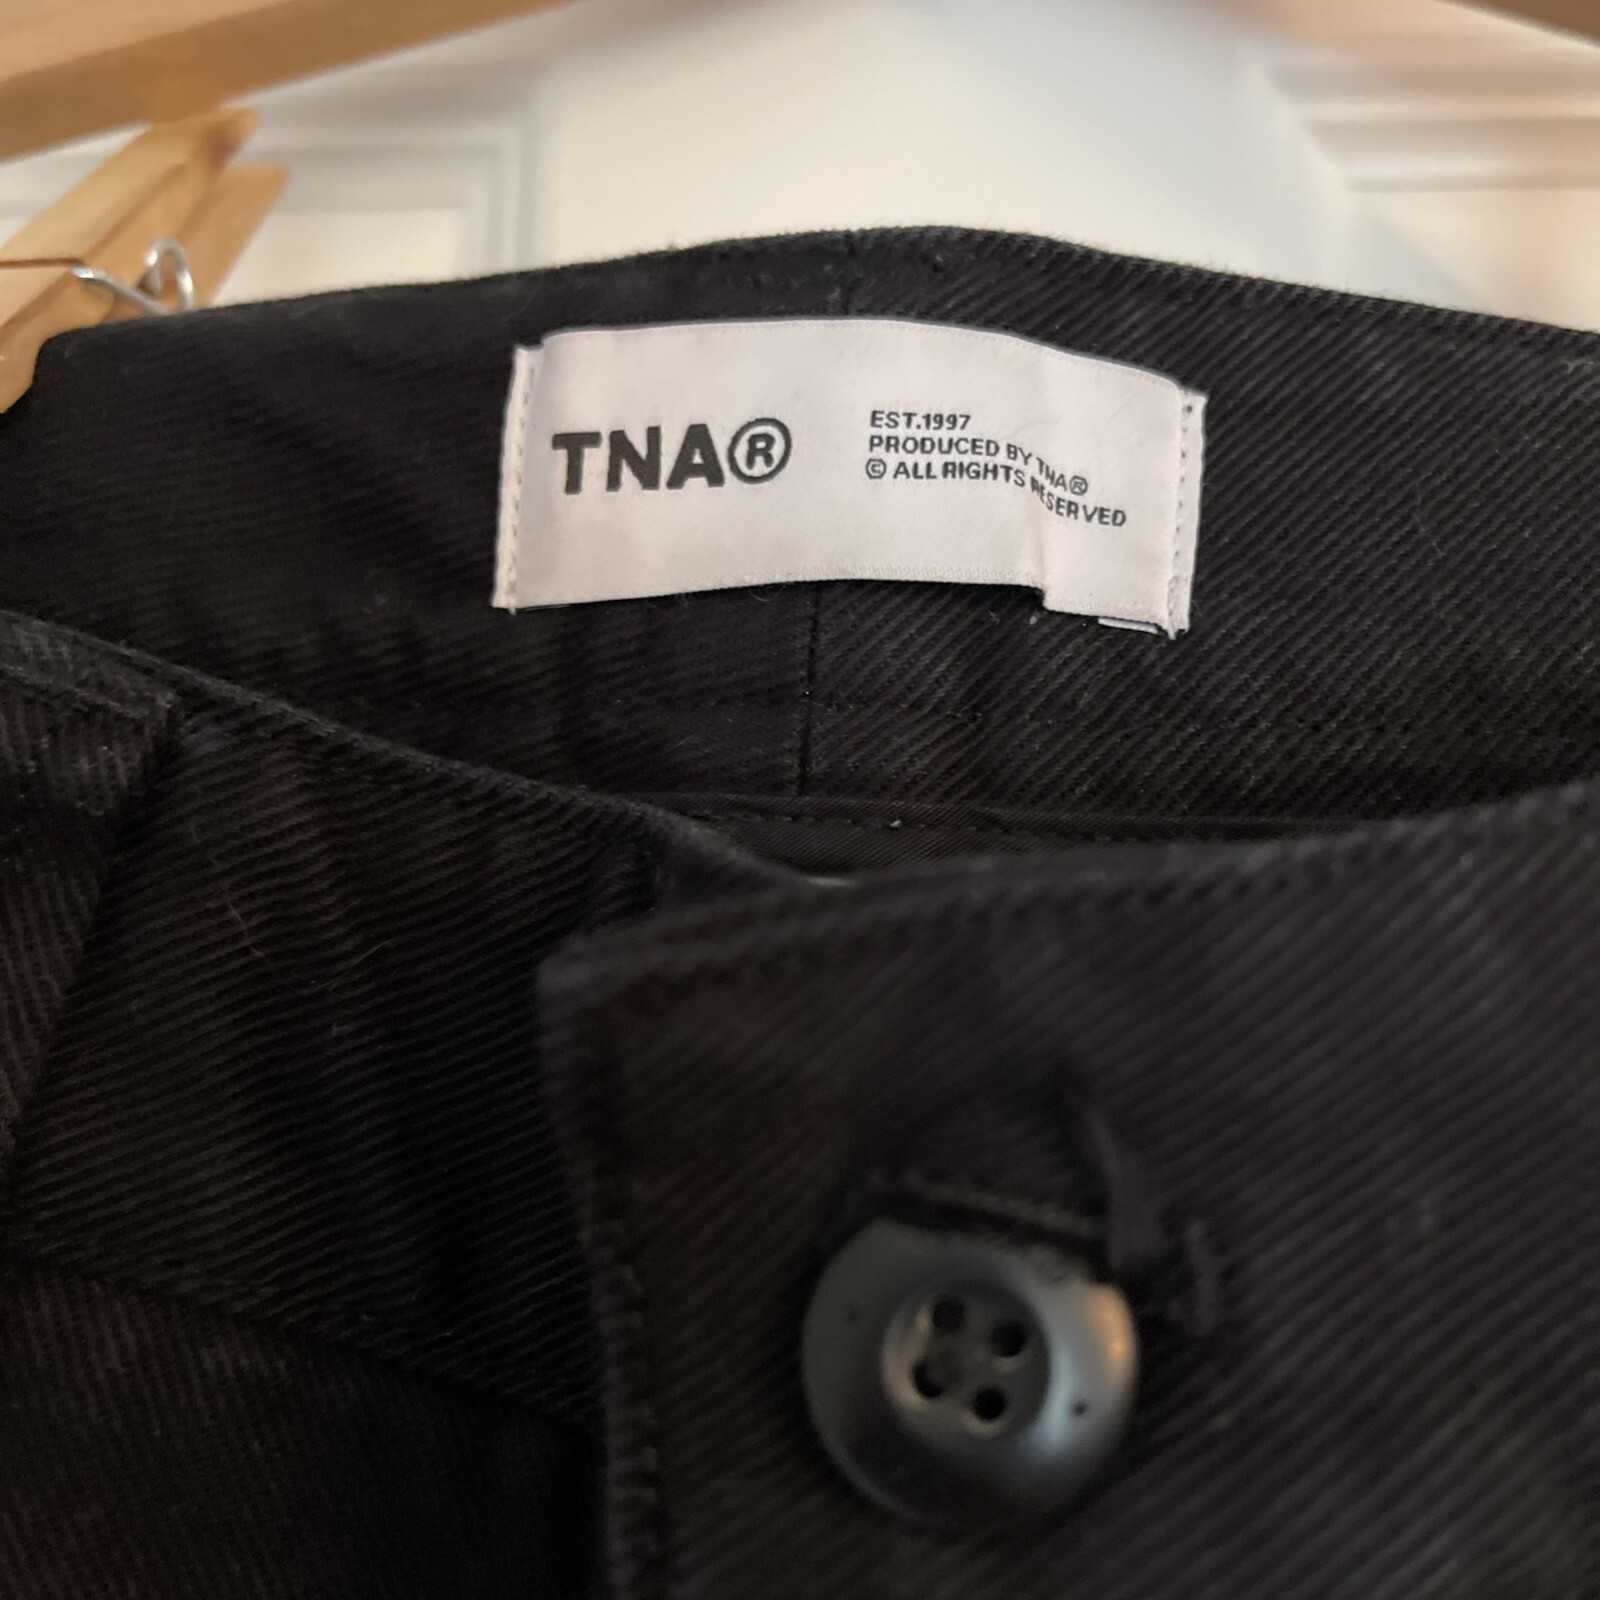 TNA®
EST.1997
PRODUCED BY TNA®
© ALL RIGHTS RESERVED